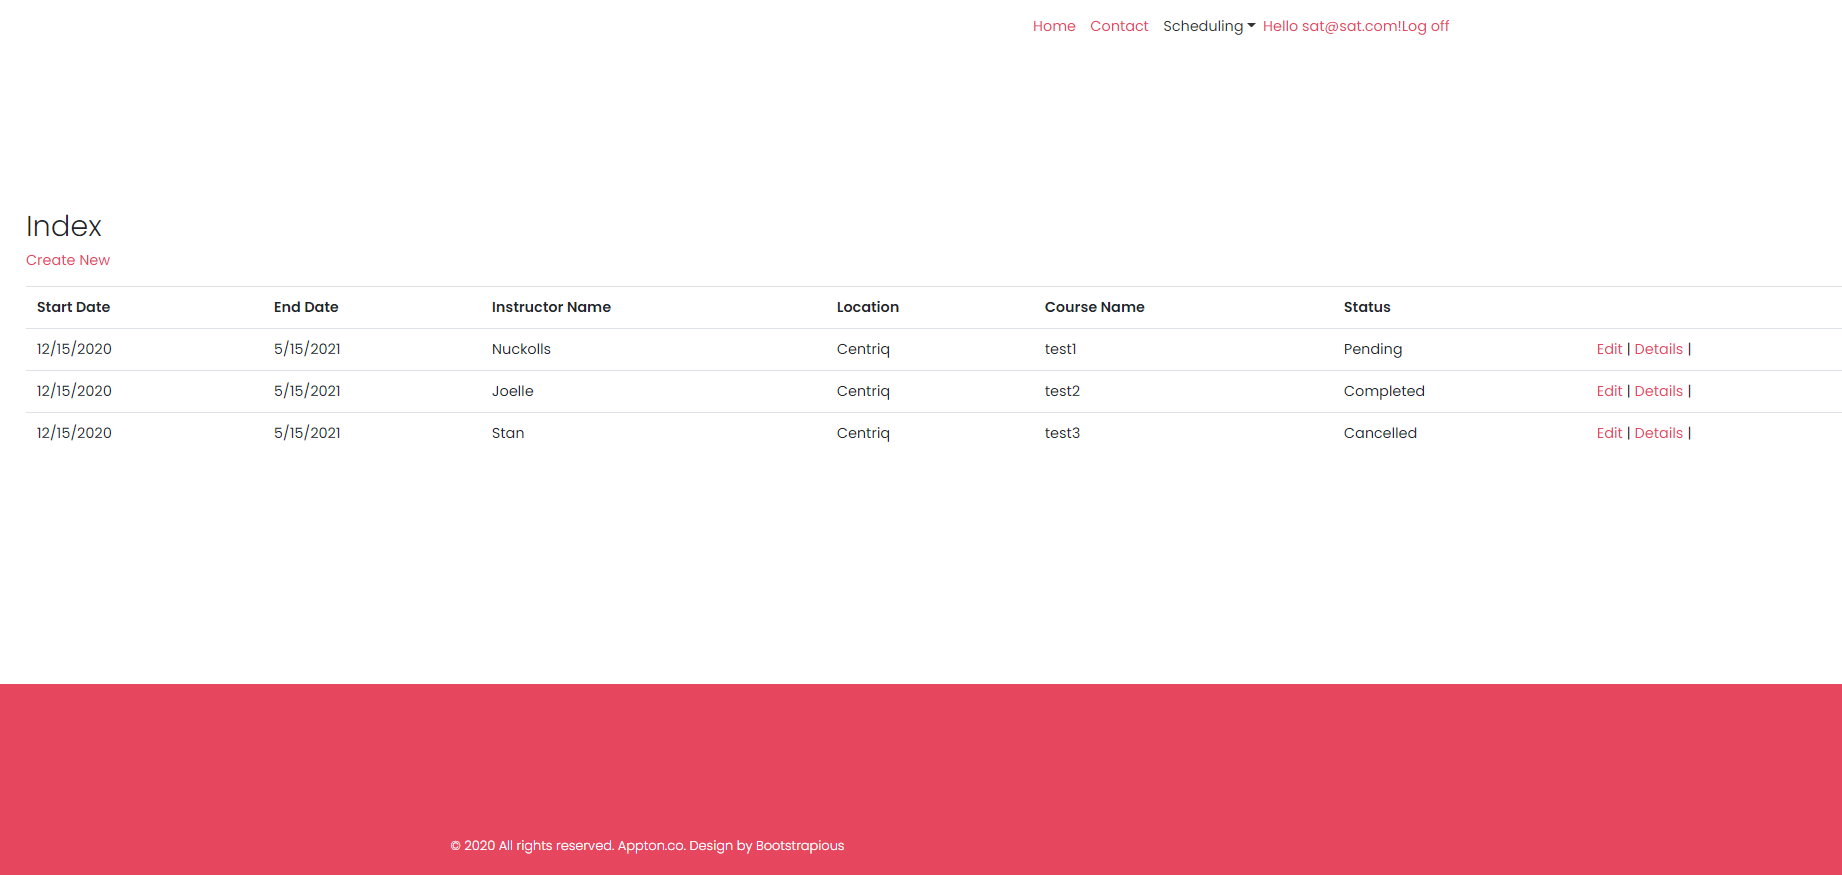 Home Contact Scheduling Hello sat@sat.com!Log off
Index
Create New
Start Date End Date Instructor Name Location Course Name Status
12/15/2020 5/15/2021 Nuckolls Centriq test1 Pending Edit | Details |
12/15/2020 5/15/2021 Joelle Centriq test2 Completed Edit | Details |
12/15/2020 5/15/2021 Stan Centriq test3 Cancelled Edit | Details |
© 2020 All rights reserved. Appton.co. Design by Bootstrapious